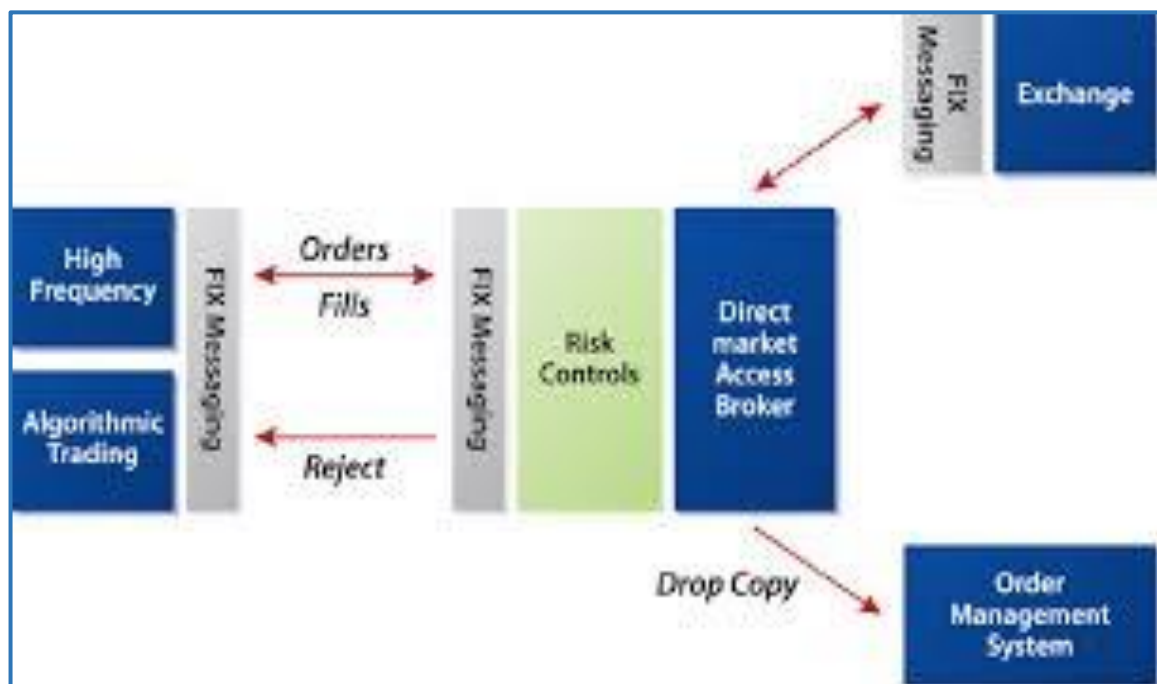 FIX
Messaging
Exchange
High
Frequency
Algorithmic
Trading
FIX Messaging
Orders
Fills
Reject
FIX Messaging
Risk
Controls
Direct
market
Access
Broker
Drop Copy
Order
Management
System